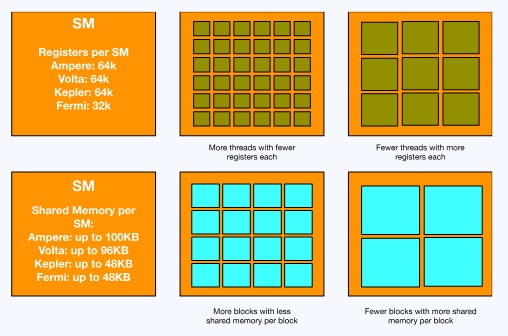 SM
Registers per SM
Ampere: 64k
Volta: 64k
Kepler: 64k
Fermi: 32k
More threads with fewer
registers each
Fewer threads with more
registers each
SM
Shared Memory per
SM:
Ampere: up to 100KB
Volta: up to 96KB
Kepler: up to 48KB
Fermi: up to 48KB
More blocks with less
shared memory per block
Fewer blocks with more shared
memory per block